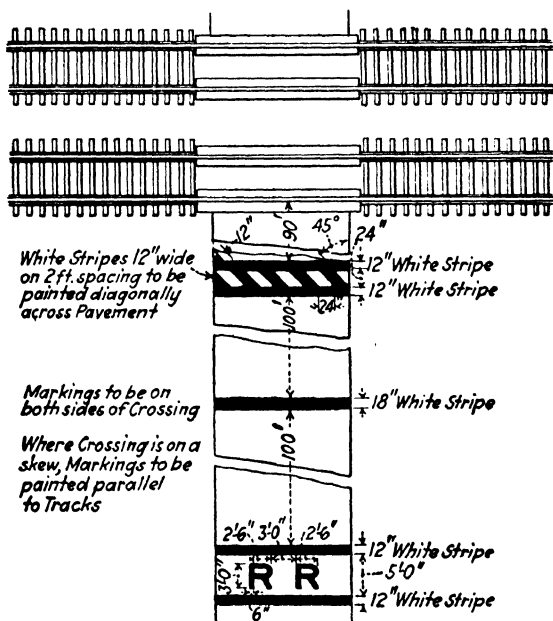 12"
90'
45°
24"
White Stripes 12" wide
on 2 ft. spacing to be
painted diagonally
across Pavement
12" White Stripe
12" White Stripe
24"
100'
Markings to be on
both sides of Crossing
18" White Stripe
Where Crossing is on a
skew, Markings to be
painted parallel
to Tracks
100'
2'-6"
3'-0"
2'-6"
12" White Stripe
3'-0"
R R
5'-0"
12" White Stripe
6"